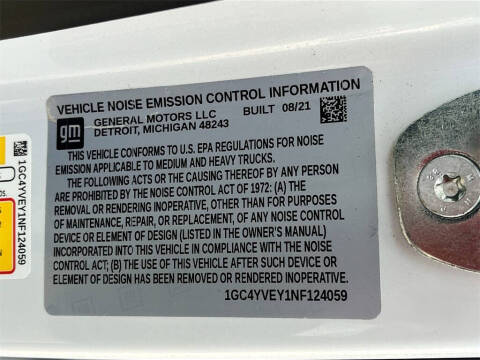 VEHICLE NOISE EMISSION CONTROL INFORMATION
gm
GENERAL MOTORS LLC BUILT 08/21
DETROIT, MICHIGAN 48243
THIS VEHICLE CONFORMS TO U.S. EPA REGULATIONS FOR NOISE
EMISSION APPLICABLE TO MEDIUM AND HEAVY TRUCKS.
THE FOLLOWING ACTS OR THE CAUSING THEREOF BY ANY PERSON
ARE PROHIBITED BY THE NOISE CONTROL ACT OF 1972: (A) THE
REMOVAL OR RENDERING INOPERATIVE, OTHER THAN FOR PURPOSES
OF MAINTENANCE, REPAIR, OR REPLACEMENT, OF ANY NOISE CONTROL
DEVICE OR ELEMENT OF DESIGN (LISTED IN THE OWNER'S MANUAL)
INCORPORATED INTO THIS VEHICLE IN COMPLIANCE WITH THE NOISE
CONTROL ACT; (B) THE USE OF THIS VEHICLE AFTER SUCH DEVICE OR
ELEMENT OF DESIGN HAS BEEN REMOVED OR RENDERED INOPERATIVE.
1GC4YVEY1NF124059
1GC4YVEY1NF124059